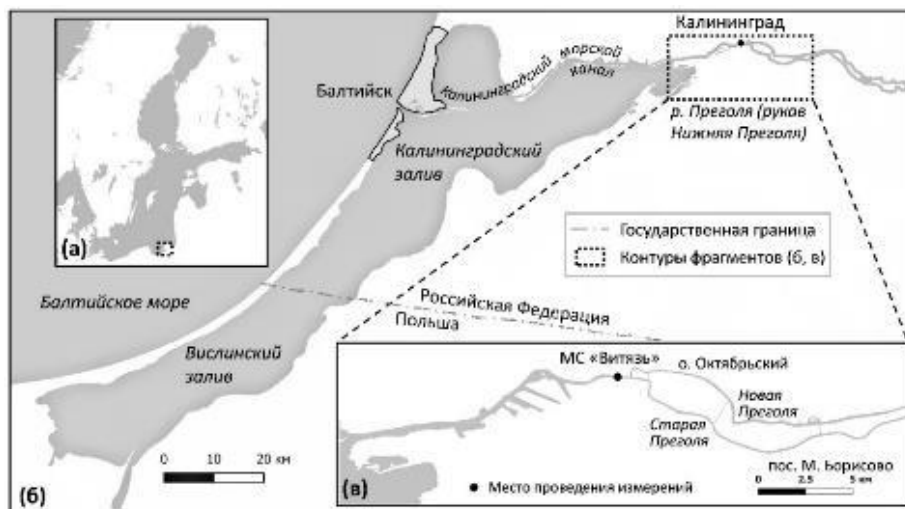 Калининград
Калининградский морской
канал
Балтийск
р. Преголя (рукав
Нижняя Преголя)
Калининградский
залив
(а)
Государственная граница
Контуры фрагментов (б, в)
Балтийское море
Российская Федерация
Польша
Вислинский
залив
МС «Витязь»
о. Октябрьский
Новая
Преголя
Старая
Преголя
0 10 20 км
пос. М. Борисово
0 2.5 5 км
(б)
(в)
Место проведения измерений